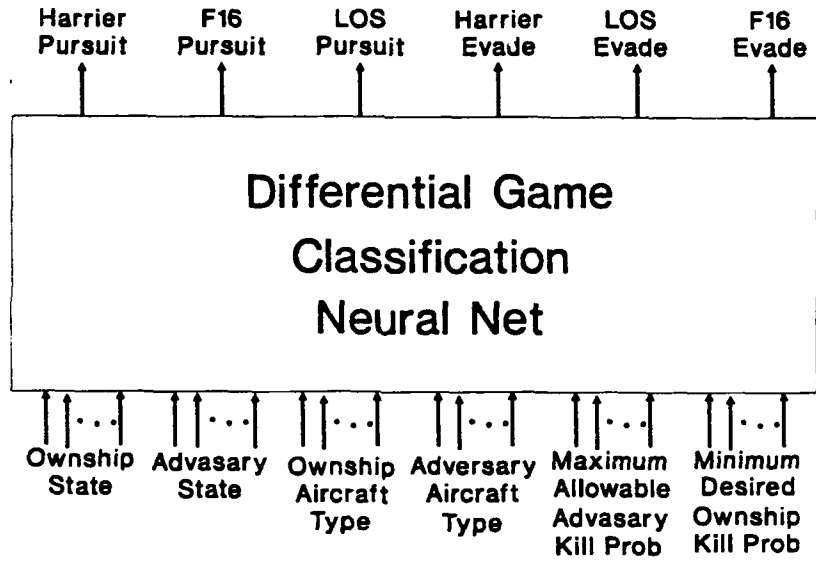 Harrier Pursuit
F16 Pursuit
LOS Pursuit
Harrier Evade
LOS Evade
F16 Evade
Differential Game
Classification
Neural Net
Ownship State
Advasary State
Ownship Aircraft Type
Adversary Aircraft Type
Maximum Allowable Advasary Kill Prob
Minimum Desired Ownship Kill Prob